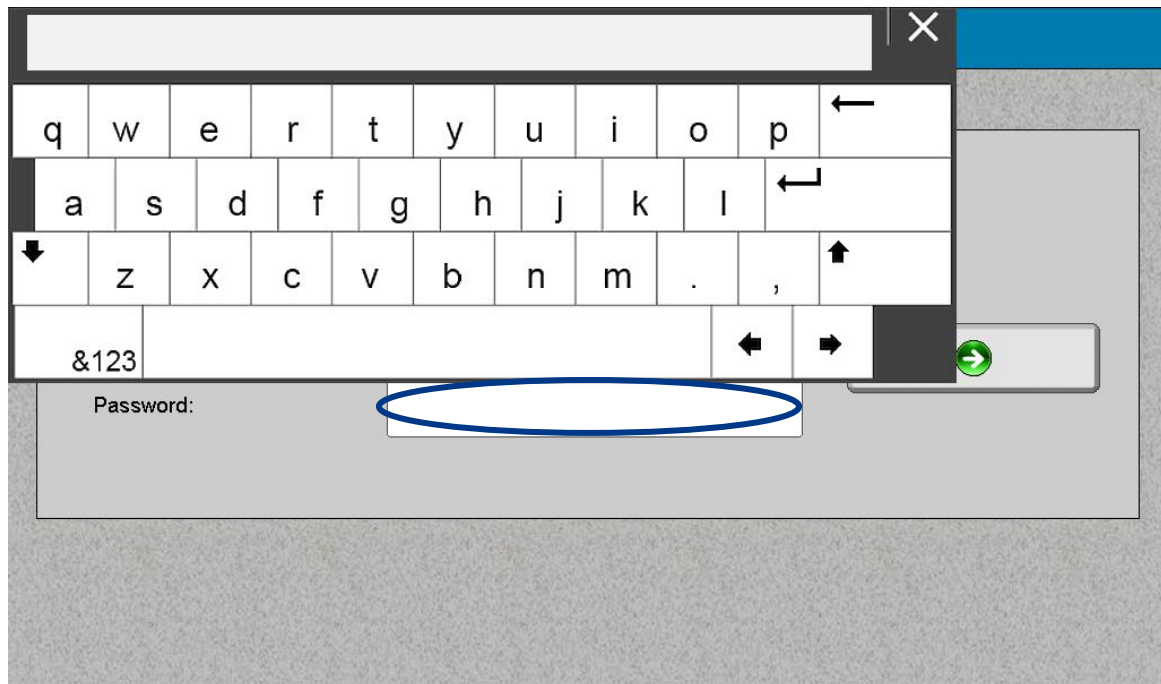 q w e r t y u i o p
a s d f g h j k l
z x c v b n m . ,
&123
Password: